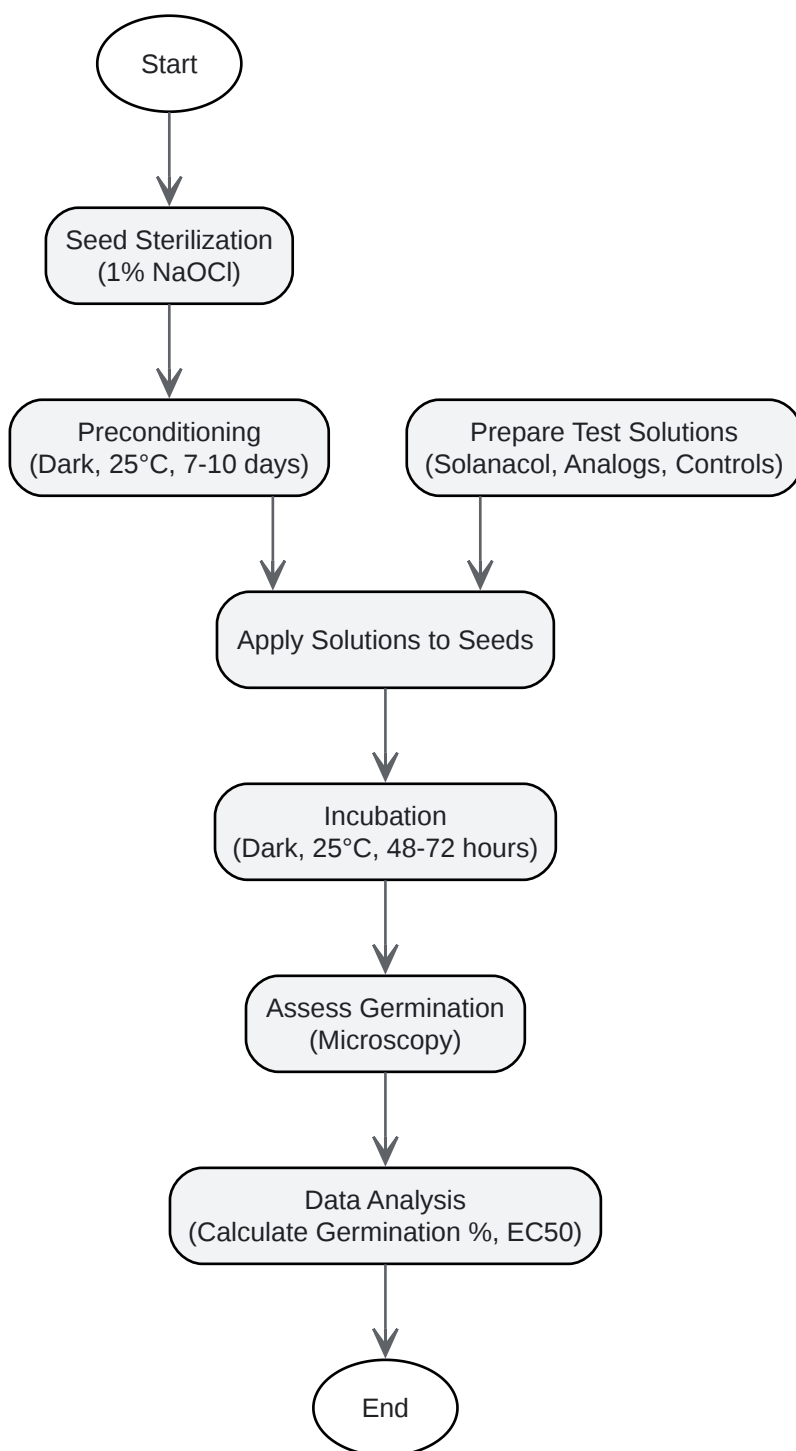 Start
Seed Sterilization
(1% NaOCl)
Preconditioning
(Dark, 25°C, 7-10 days)
Prepare Test Solutions
(Solanacol, Analogs, Controls)
Apply Solutions to Seeds
Incubation
(Dark, 25°C, 48-72 hours)
Assess Germination
(Microscopy)
Data Analysis
(Calculate Germination %, EC50)
End